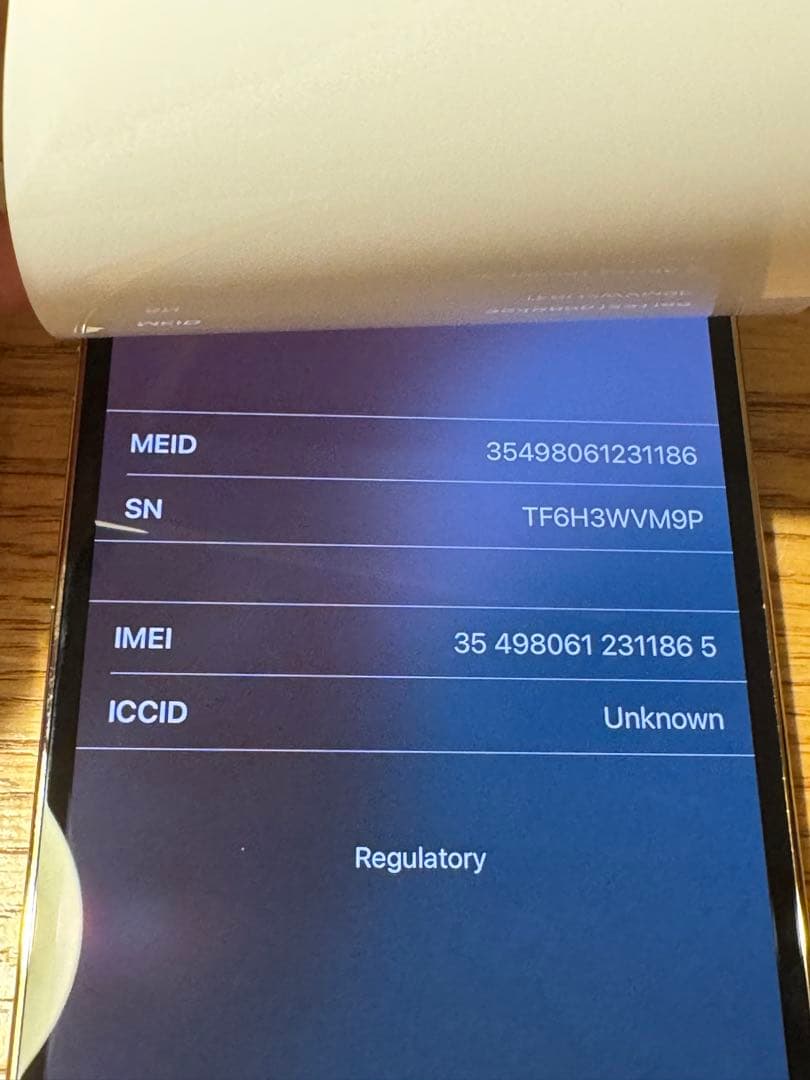 MEID 35498061231186
SN TF6H3WVM9P
IMEI 35 498061 231186 5
ICCID Unknown
Regulatory